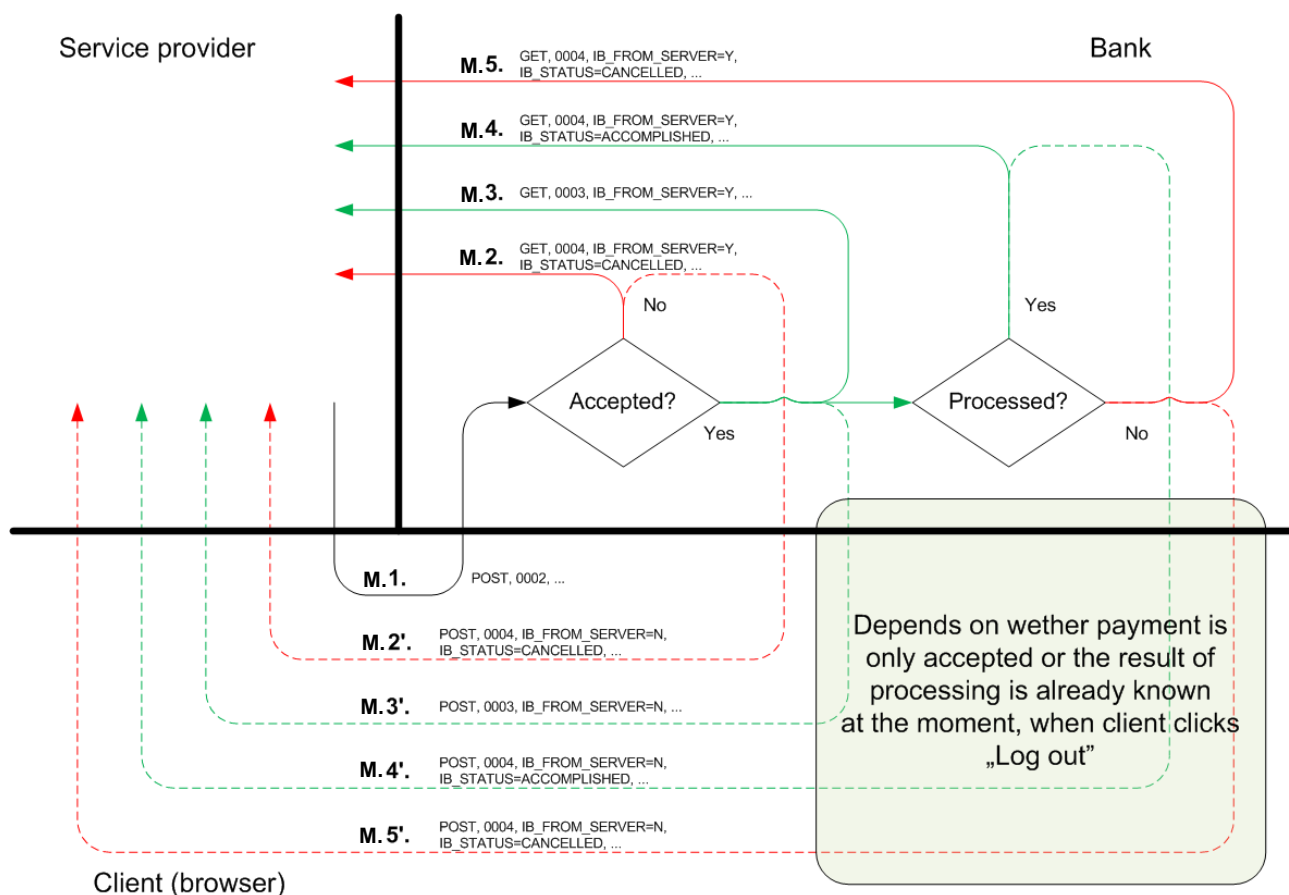 Service provider
Bank
M.5.
GET, 0004, IB_FROM_SERVER=Y,
IB_STATUS=CANCELLED, ...
M.4.
GET, 0004, IB_FROM_SERVER=Y,
IB_STATUS=ACCOMPLISHED, ...
M.3.
GET, 0003, IB_FROM_SERVER=Y, ...
M.2.
GET, 0004, IB_FROM_SERVER=Y,
IB_STATUS=CANCELLED, ...
No
Yes
Accepted?
Processed?
Yes
No
M.1.
POST, 0002, ...
M.2'.
POST, 0004, IB_FROM_SERVER=N,
IB_STATUS=CANCELLED, ...
M.3'.
POST, 0003, IB_FROM_SERVER=N, ...
M.4'.
POST, 0004, IB_FROM_SERVER=N,
IB_STATUS=ACCOMPLISHED, ...
M.5'.
POST, 0004, IB_FROM_SERVER=N,
IB_STATUS=CANCELLED, ...
Depends on wether payment is
only accepted or the result of
processing is already known
at the moment, when client clicks
„Log out”
Client (browser)